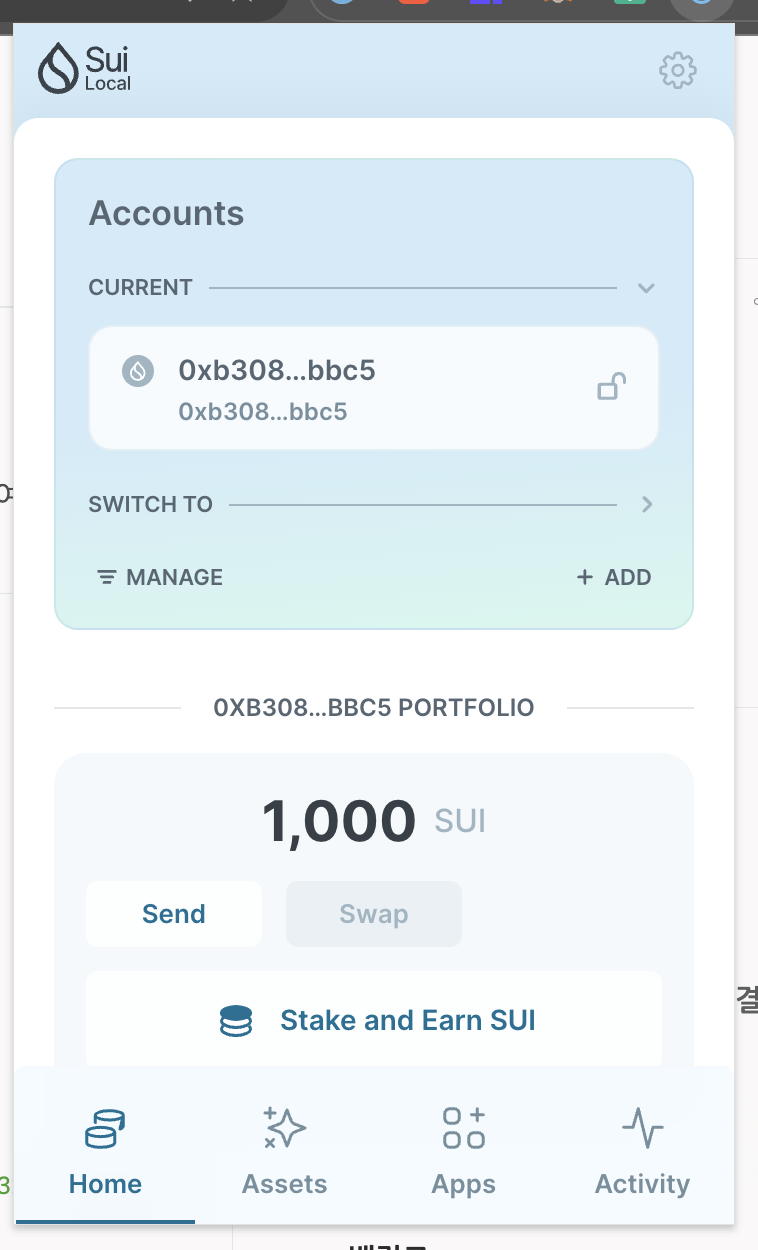 Sui
Local
Accounts
CURRENT
0xb308...bbc5
0xb308...bbc5
SWITCH TO
MANAGE
+ ADD
0XB308...BBC5 PORTFOLIO
1,000 SUI
Send
Swap
Stake and Earn SUI
Home
Assets
Apps
Activity
3